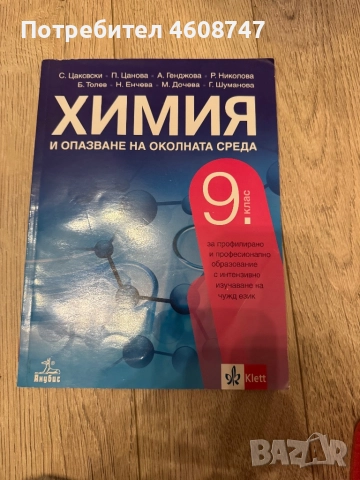 Потребител 4608747
С. Цаковски • П. Цанова • А. Генджова • Р. Николова
Б. Толев • Н. Енчева • М. Дочева • Г. Шуманова
ХИМИЯ
И ОПАЗВАНЕ НА ОКОЛНАТА СРЕДА
9. клас
за профилирано
и професионално
образование
с интензивно
изучаване на
чужд език
Анубис
Klett
BAZAR